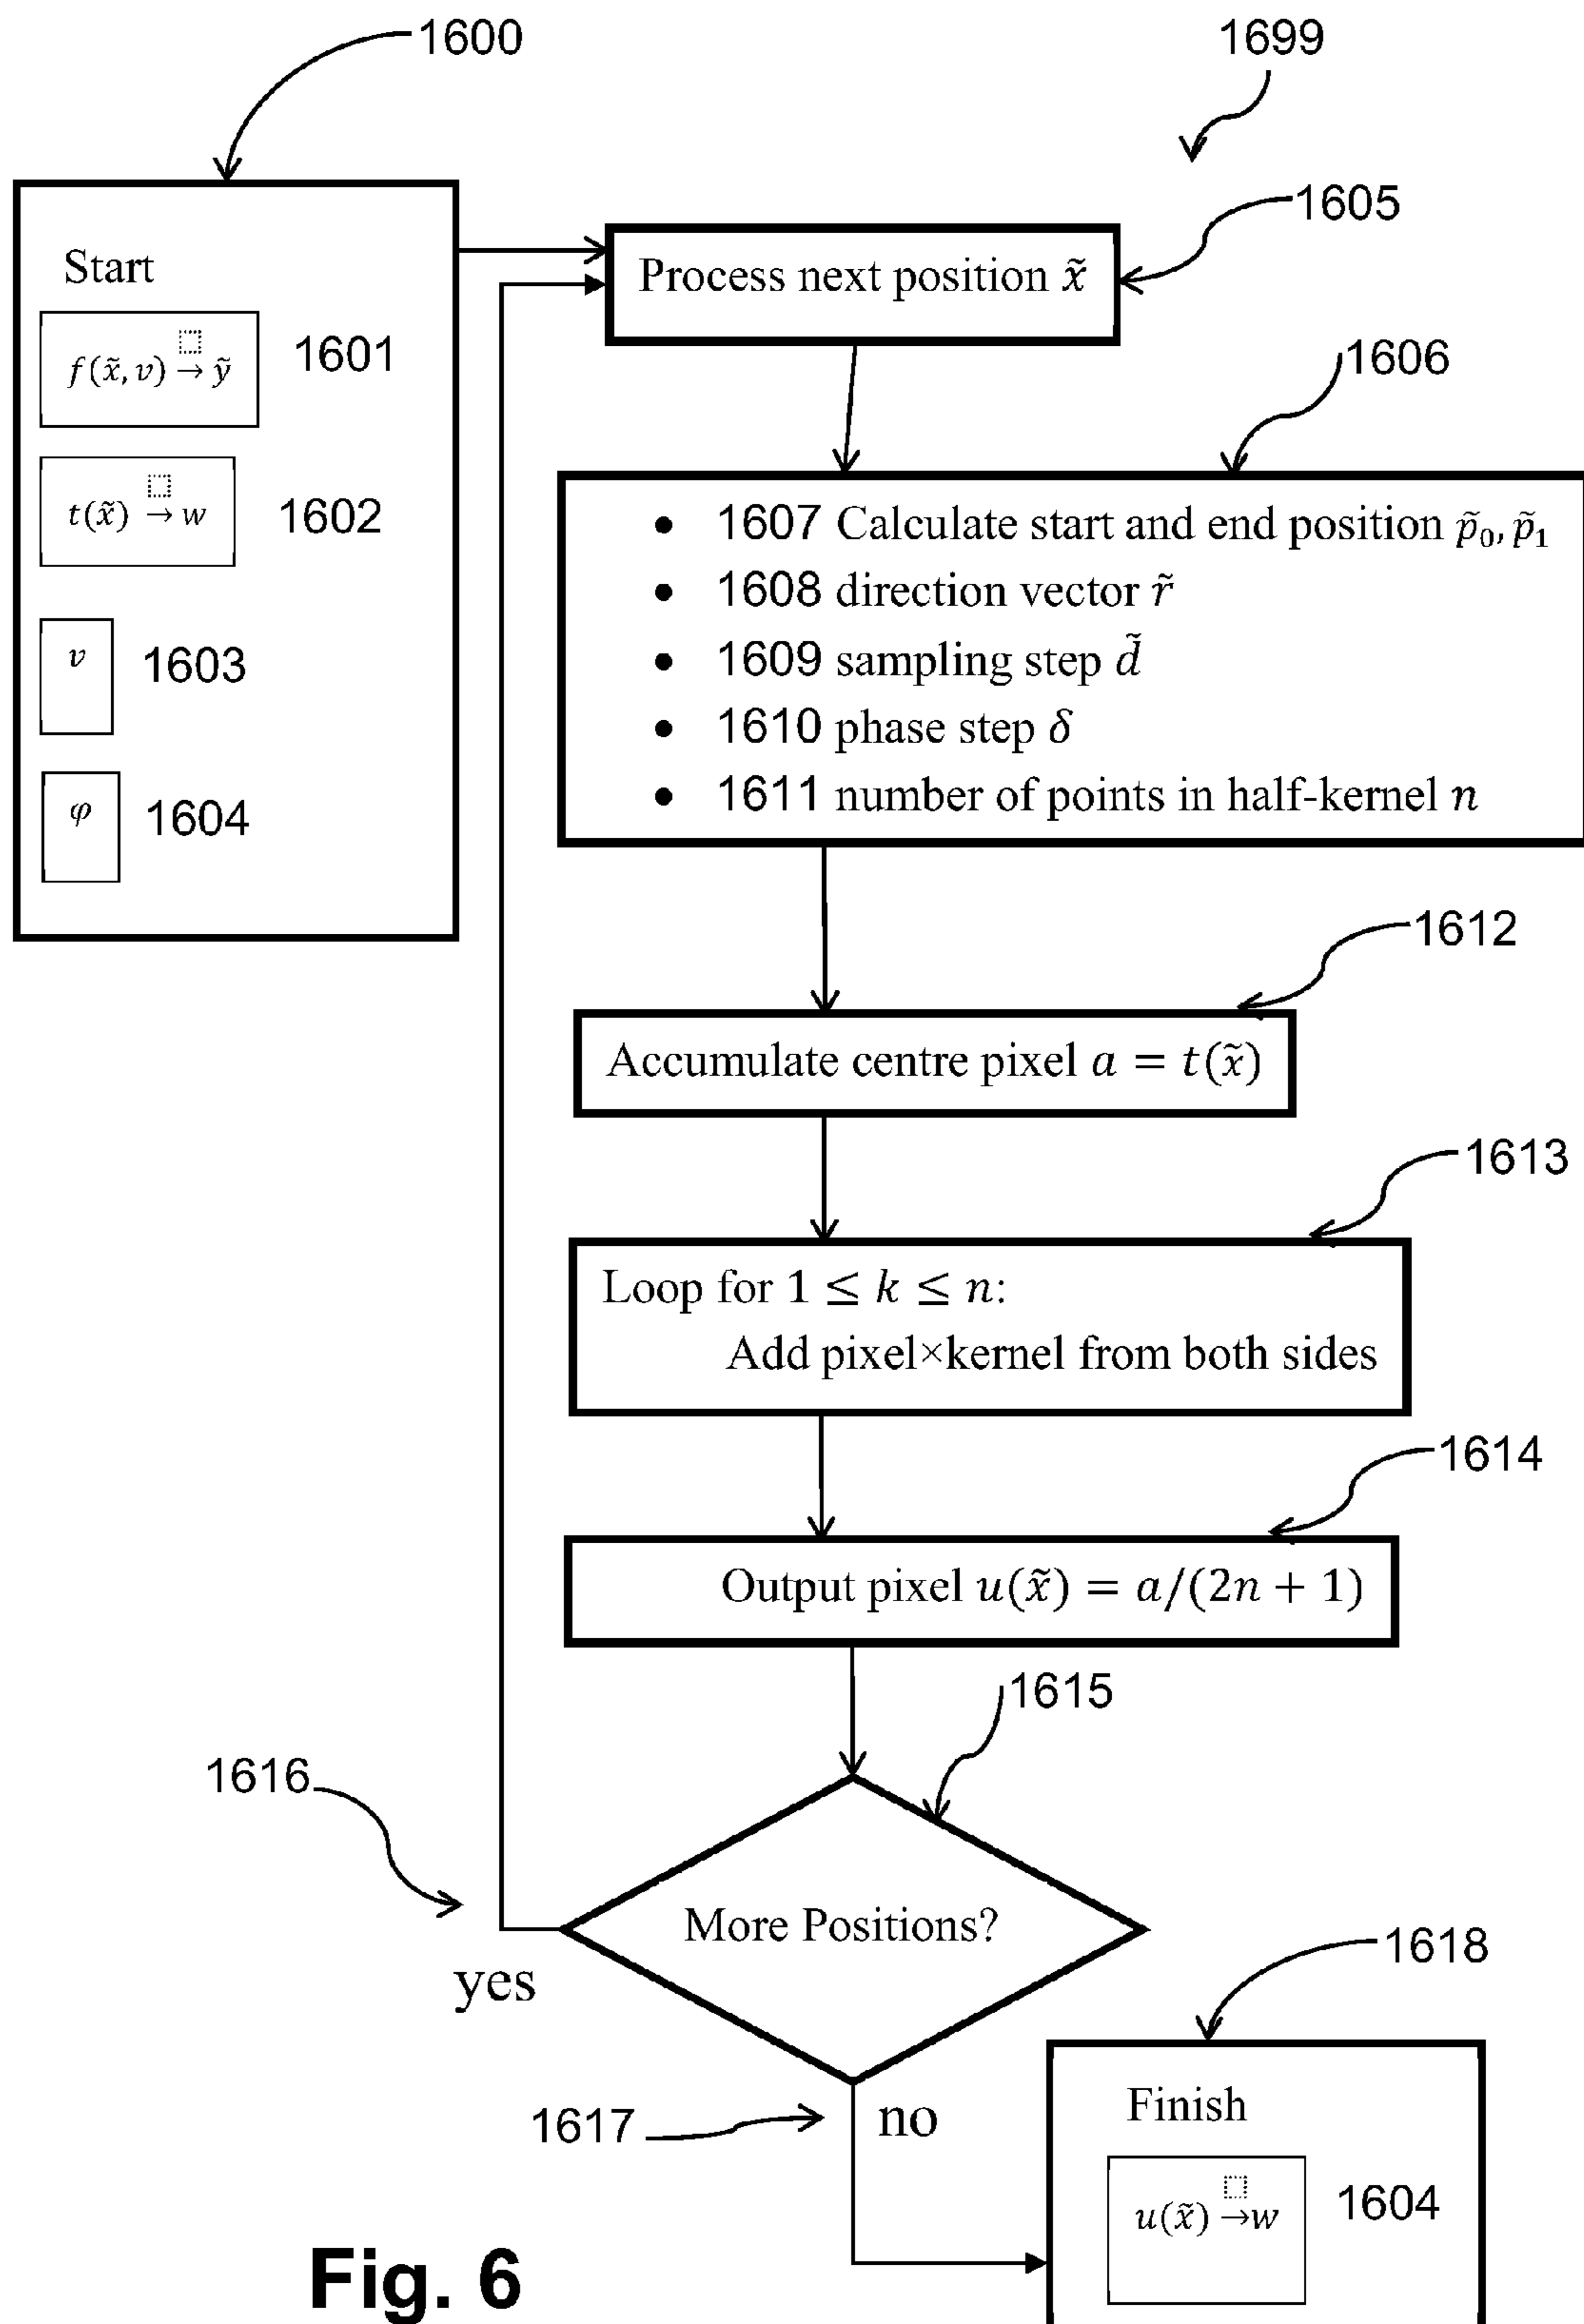 1600
1699
1605
Start
Process next position x̃
f(x̃, v) → ỹ
1601
1606
t(x̃) → w
1602
• 1607 Calculate start and end position p̃₀, p̃₁
• 1608 direction vector r̃
• 1609 sampling step d̃
• 1610 phase step δ
• 1611 number of points in half-kernel n
v
1603
φ
1604
1612
Accumulate centre pixel a = t(x̃)
1613
Loop for 1 ≤ k ≤ n:
Add pixel×kernel from both sides
1614
Output pixel u(x̃) = a/(2n + 1)
1615
1616
More Positions?
yes
1618
1617
no
Finish
u(x̃) →w
1604
Fig. 6